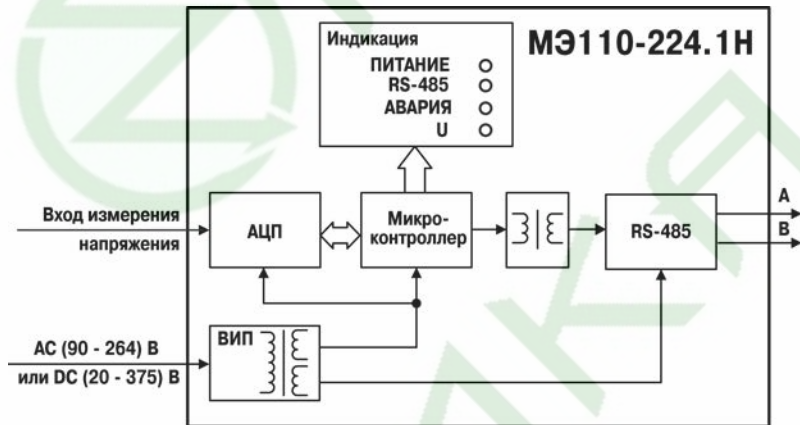 МЭ110-224.1Н
Индикация
ПИТАНИЕ
RS-485
АВАРИЯ
U
Вход измерения
напряжения
АЦП
Микро-
контроллер
RS-485
A
B
ВИП
AC (90 - 264) В
или DC (20 - 375) В